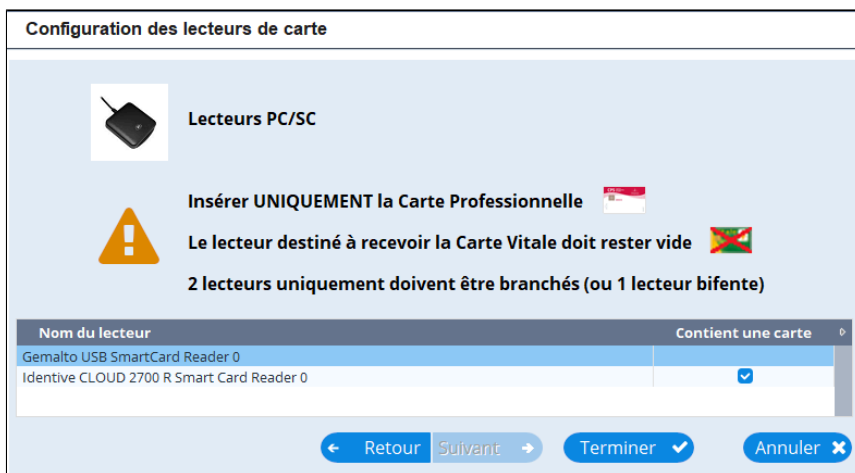 Configuration des lecteurs de carte
Lecteurs PC/SC
Insérer UNIQUEMENT la Carte Professionnelle
Le lecteur destiné à recevoir la Carte Vitale doit rester vide
2 lecteurs uniquement doivent être branchés (ou 1 lecteur bifente)
Nom du lecteur Contient une carte
Gemalto USB SmartCard Reader 0
Identive CLOUD 2700 R Smart Card Reader 0
Retour Suivant Terminer Annuler